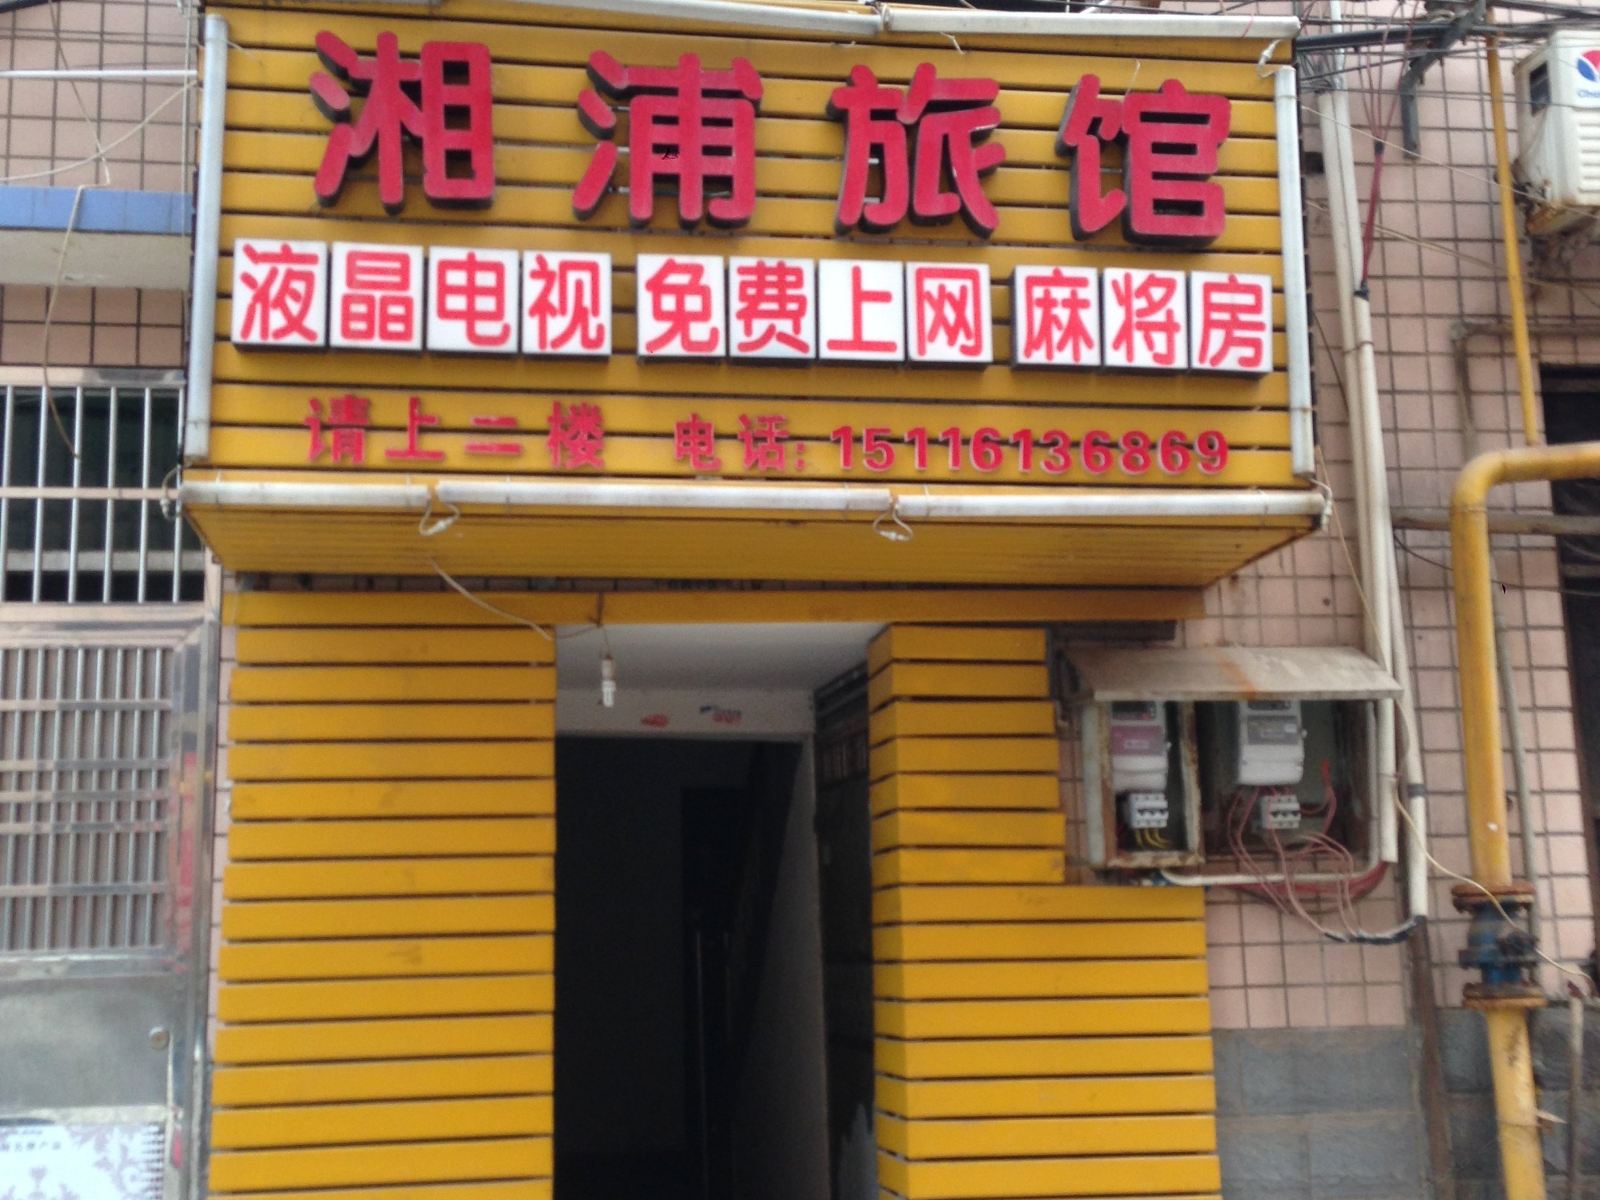 湘浦旅馆
液晶电视 免费上网 麻将房
请上二楼 电话:15116136869